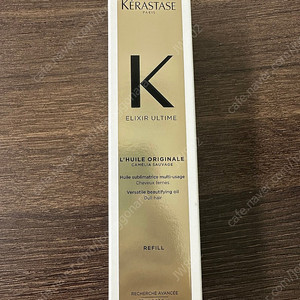 KÉRASTASE
PARIS
K
ELIXIR ULTIME
L'HUILE ORIGINALE
CAMÉLIA SAUVAGE
Huile sublimatrice multi-usage
Cheveux ternes
Versatile beautifying oil
Dull hair
REFILL
RECHERCHE AVANCÉE